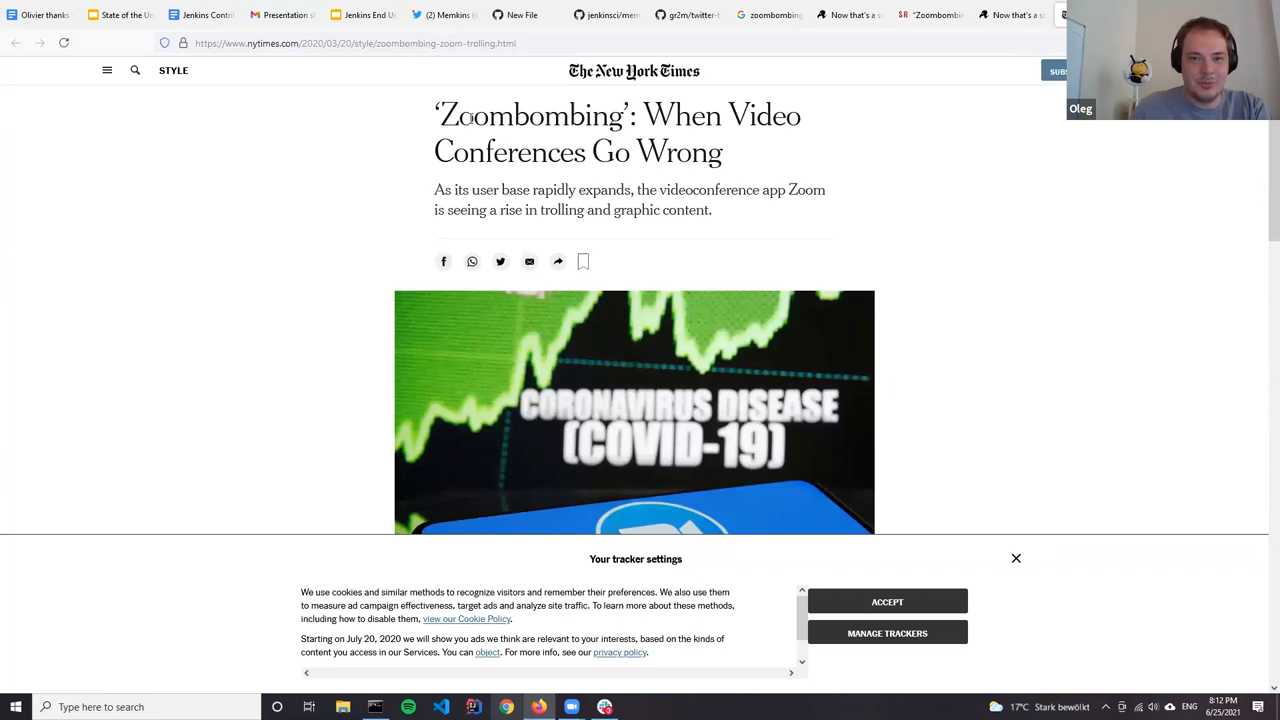 Olivia thanks:
State of the Un
Jenkins Contri
Presentation s
Jenkins End U
(2) Mementics (
New File
jenkinsci/men
gr2m/twitter-t
zoombombing
Now that's a
"Zoombombin
Now that's a sc
https://www.nytimes.com/2020/03/20/style/zoombombing-zoom-trolling.html
STYLE
The New York Times
SUBS
Oleg
'Zoombombing': When Video
Conferences Go Wrong
As its user base rapidly expands, the videoconference app Zoom
is seeing a rise in trolling and graphic content.
CORONAVIRUS DISEASE
(COVID-19)
Your tracker settings
We use cookies and similar methods to recognize visitors and remember their preferences. We also use them
to measure ad campaign effectiveness, target ads and analyze site traffic. To learn more about these methods,
including how to disable them, view our Cookie Policy.
Starting on July 20, 2020 we will show you ads we think are relevant to your interests, based on the kinds of
content you access in our Services. You can object. For more info, see our privacy policy.
ACCEPT
MANAGE TRACKERS
Type here to search
17°C Stark bewölkt
ENG
8:12 PM
6/25/2021